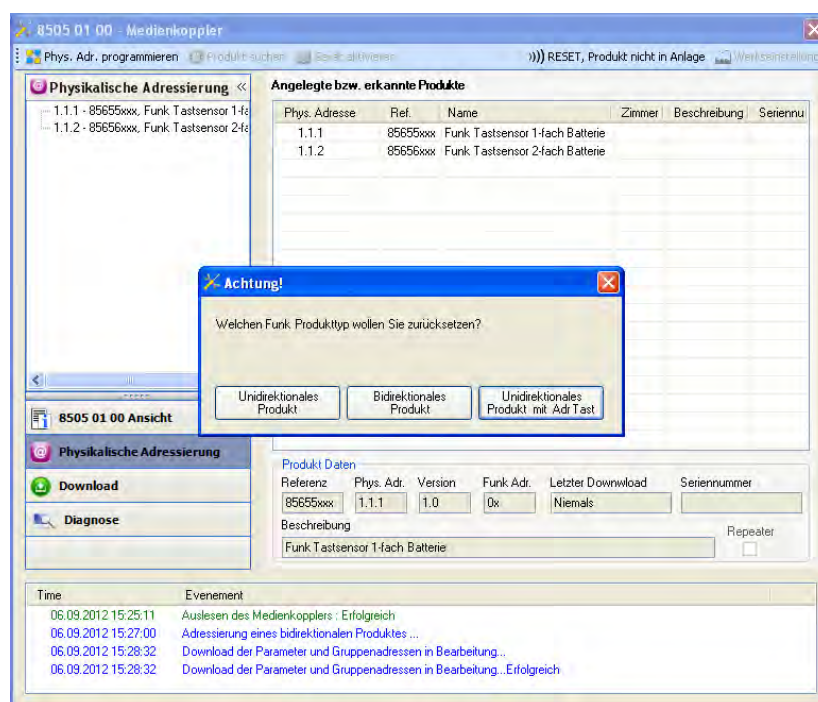 8505 01 00 - Medienkoppler
Phys. Adr. programmieren Produkt suchen Gerät aktivieren ))) RESET, Produkt nicht in Anlage Werkseinstellung
Physikalische Adressierung «
1.1.1 - 85655xxx, Funk Tastsensor 1-fa
1.1.2 - 85656xxx, Funk Tastsensor 2-fa
Angelegte bzw. erkannte Produkte
Phys. Adresse Ref. Name Zimmer Beschreibung Seriennu
1.1.1 85655xxx Funk Tastsensor 1-fach Batterie
1.1.2 85656xxx Funk Tastsensor 2-fach Batterie
Achtung!
Welchen Funk Produkttyp wollen Sie zurücksetzen?
Unidirektionales
Produkt
Bidirektionales
Produkt
Unidirektionales
Produkt mit Adr Tast
8505 01 00 Ansicht
Physikalische Adressierung
Download
Diagnose
Produkt Daten
Referenz Phys. Adr. Version Funk Adr. Letzter Downwload Seriennummer
85655xxx 1.1.1 1.0 0x Niemals
Beschreibung
Repeater
Funk Tastsensor 1-fach Batterie
Time Evenement
06.09.2012 15:25:11 Auslesen des Medienkopplers : Erfolgreich
06.09.2012 15:27:00 Adressierung eines bidirektionalen Produktes ...
06.09.2012 15:28:32 Download der Parameter und Gruppenadressen in Bearbeitung...
06.09.2012 15:28:32 Download der Parameter und Gruppenadressen in Bearbeitung...Erfolgreich